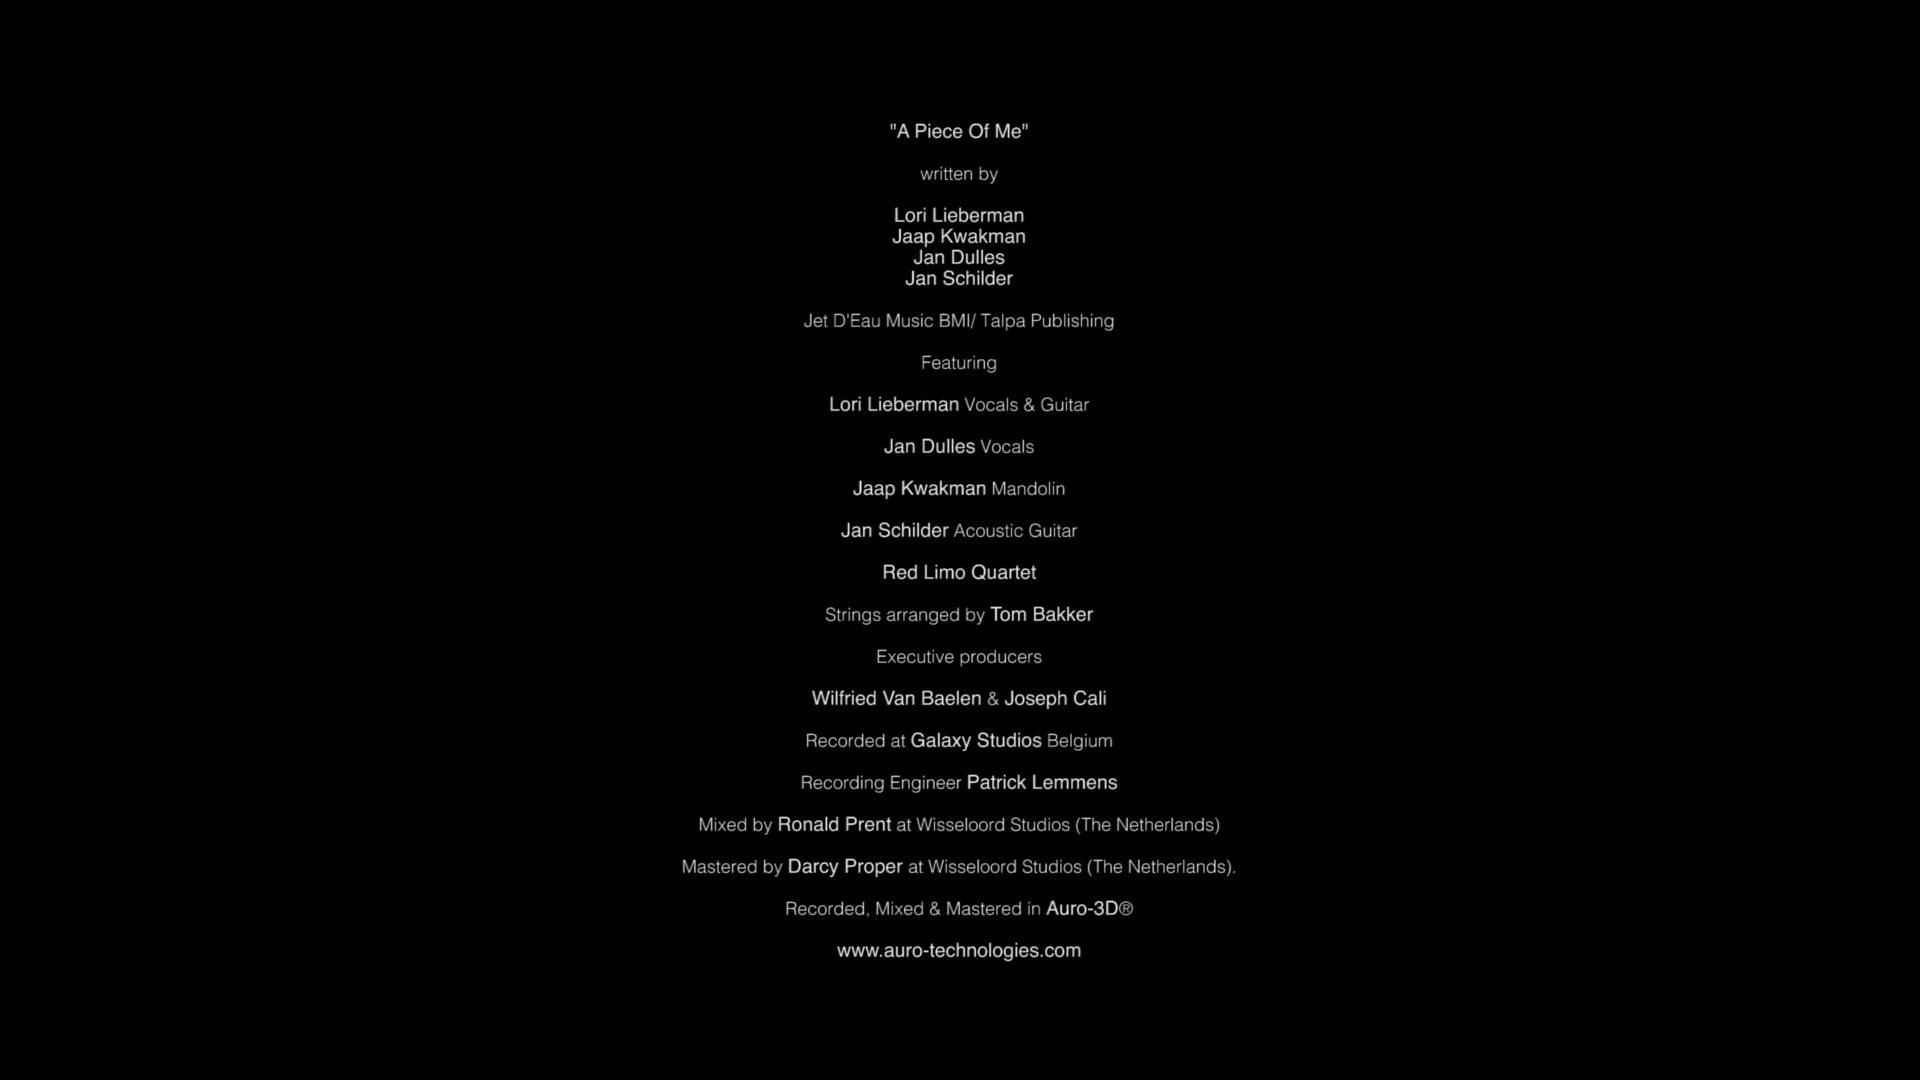 "A Piece Of Me"
written by
Lori Lieberman
Jaap Kwakman
Jan Dulles
Jan Schilder
Jet D'Eau Music BMI/ Talpa Publishing
Featuring
Lori Lieberman Vocals & Guitar
Jan Dulles Vocals
Jaap Kwakman Mandolin
Jan Schilder Acoustic Guitar
Red Limo Quartet
Strings arranged by Tom Bakker
Executive producers
Wilfried Van Baelen & Joseph Cali
Recorded at Galaxy Studios Belgium
Recording Engineer Patrick Lemmens
Mixed by Ronald Prent at Wisseloord Studios (The Netherlands)
Mastered by Darcy Proper at Wisseloord Studios (The Netherlands).
Recorded, Mixed & Mastered in Auro-3D®
www.auro-technologies.com